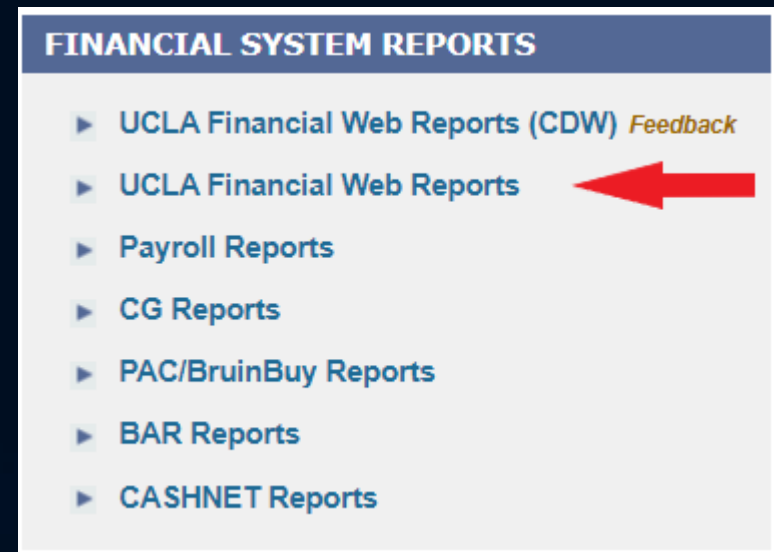 FINANCIAL SYSTEM REPORTS
UCLA Financial Web Reports (CDW) Feedback
UCLA Financial Web Reports
Payroll Reports
CG Reports
PAC/BruinBuy Reports
BAR Reports
CASHNET Reports